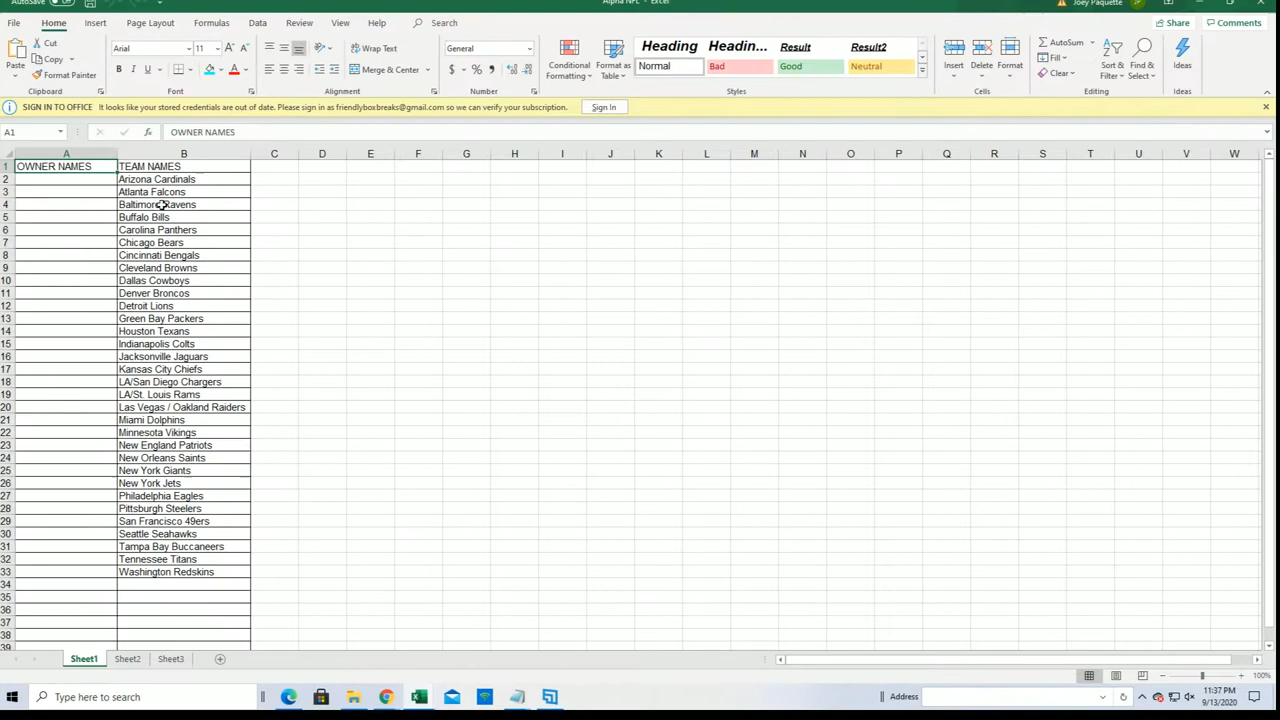 AutoSave Off Alpha NFL - Excel Joey Paquette JP
File Home Insert Page Layout Formulas Data Review View Help Search Share Comments
Paste Cut Copy Format Painter Clipboard
Arial 11 A A B I U A Font
Wrap Text Merge & Center Alignment
General $ % Number
Conditional Formatting Format as Table
Heading Headin... Result Result2
Normal Bad Good Neutral
Styles
Insert Delete Format Cells
AutoSum Fill Clear Sort & Filter Find & Select Editing
Ideas Ideas
SIGN IN TO OFFICE It looks like your stored credentials are out of date. Please sign in as friendlyboxbreaks@gmail.com so we can verify your subscription. Sign In
A1 fx OWNER NAMES
A B C D E F G H I J K L M N O P Q R S T U V W
1 OWNER NAMES TEAM NAMES
2 Arizona Cardinals
3 Atlanta Falcons
4 Baltimore Ravens
5 Buffalo Bills
6 Carolina Panthers
7 Chicago Bears
8 Cincinnati Bengals
9 Cleveland Browns
10 Dallas Cowboys
11 Denver Broncos
12 Detroit Lions
13 Green Bay Packers
14 Houston Texans
15 Indianapolis Colts
16 Jacksonville Jaguars
17 Kansas City Chiefs
18 LA/San Diego Chargers
19 LA/St. Louis Rams
20 Las Vegas / Oakland Raiders
21 Miami Dolphins
22 Minnesota Vikings
23 New England Patriots
24 New Orleans Saints
25 New York Giants
26 New York Jets
27 Philadelphia Eagles
28 Pittsburgh Steelers
29 San Francisco 49ers
30 Seattle Seahawks
31 Tampa Bay Buccaneers
32 Tennessee Titans
33 Washington Redskins
34
35
36
37
38
39
Sheet1 Sheet2 Sheet3
100%
Type here to search Address 11:37 PM
9/13/2020